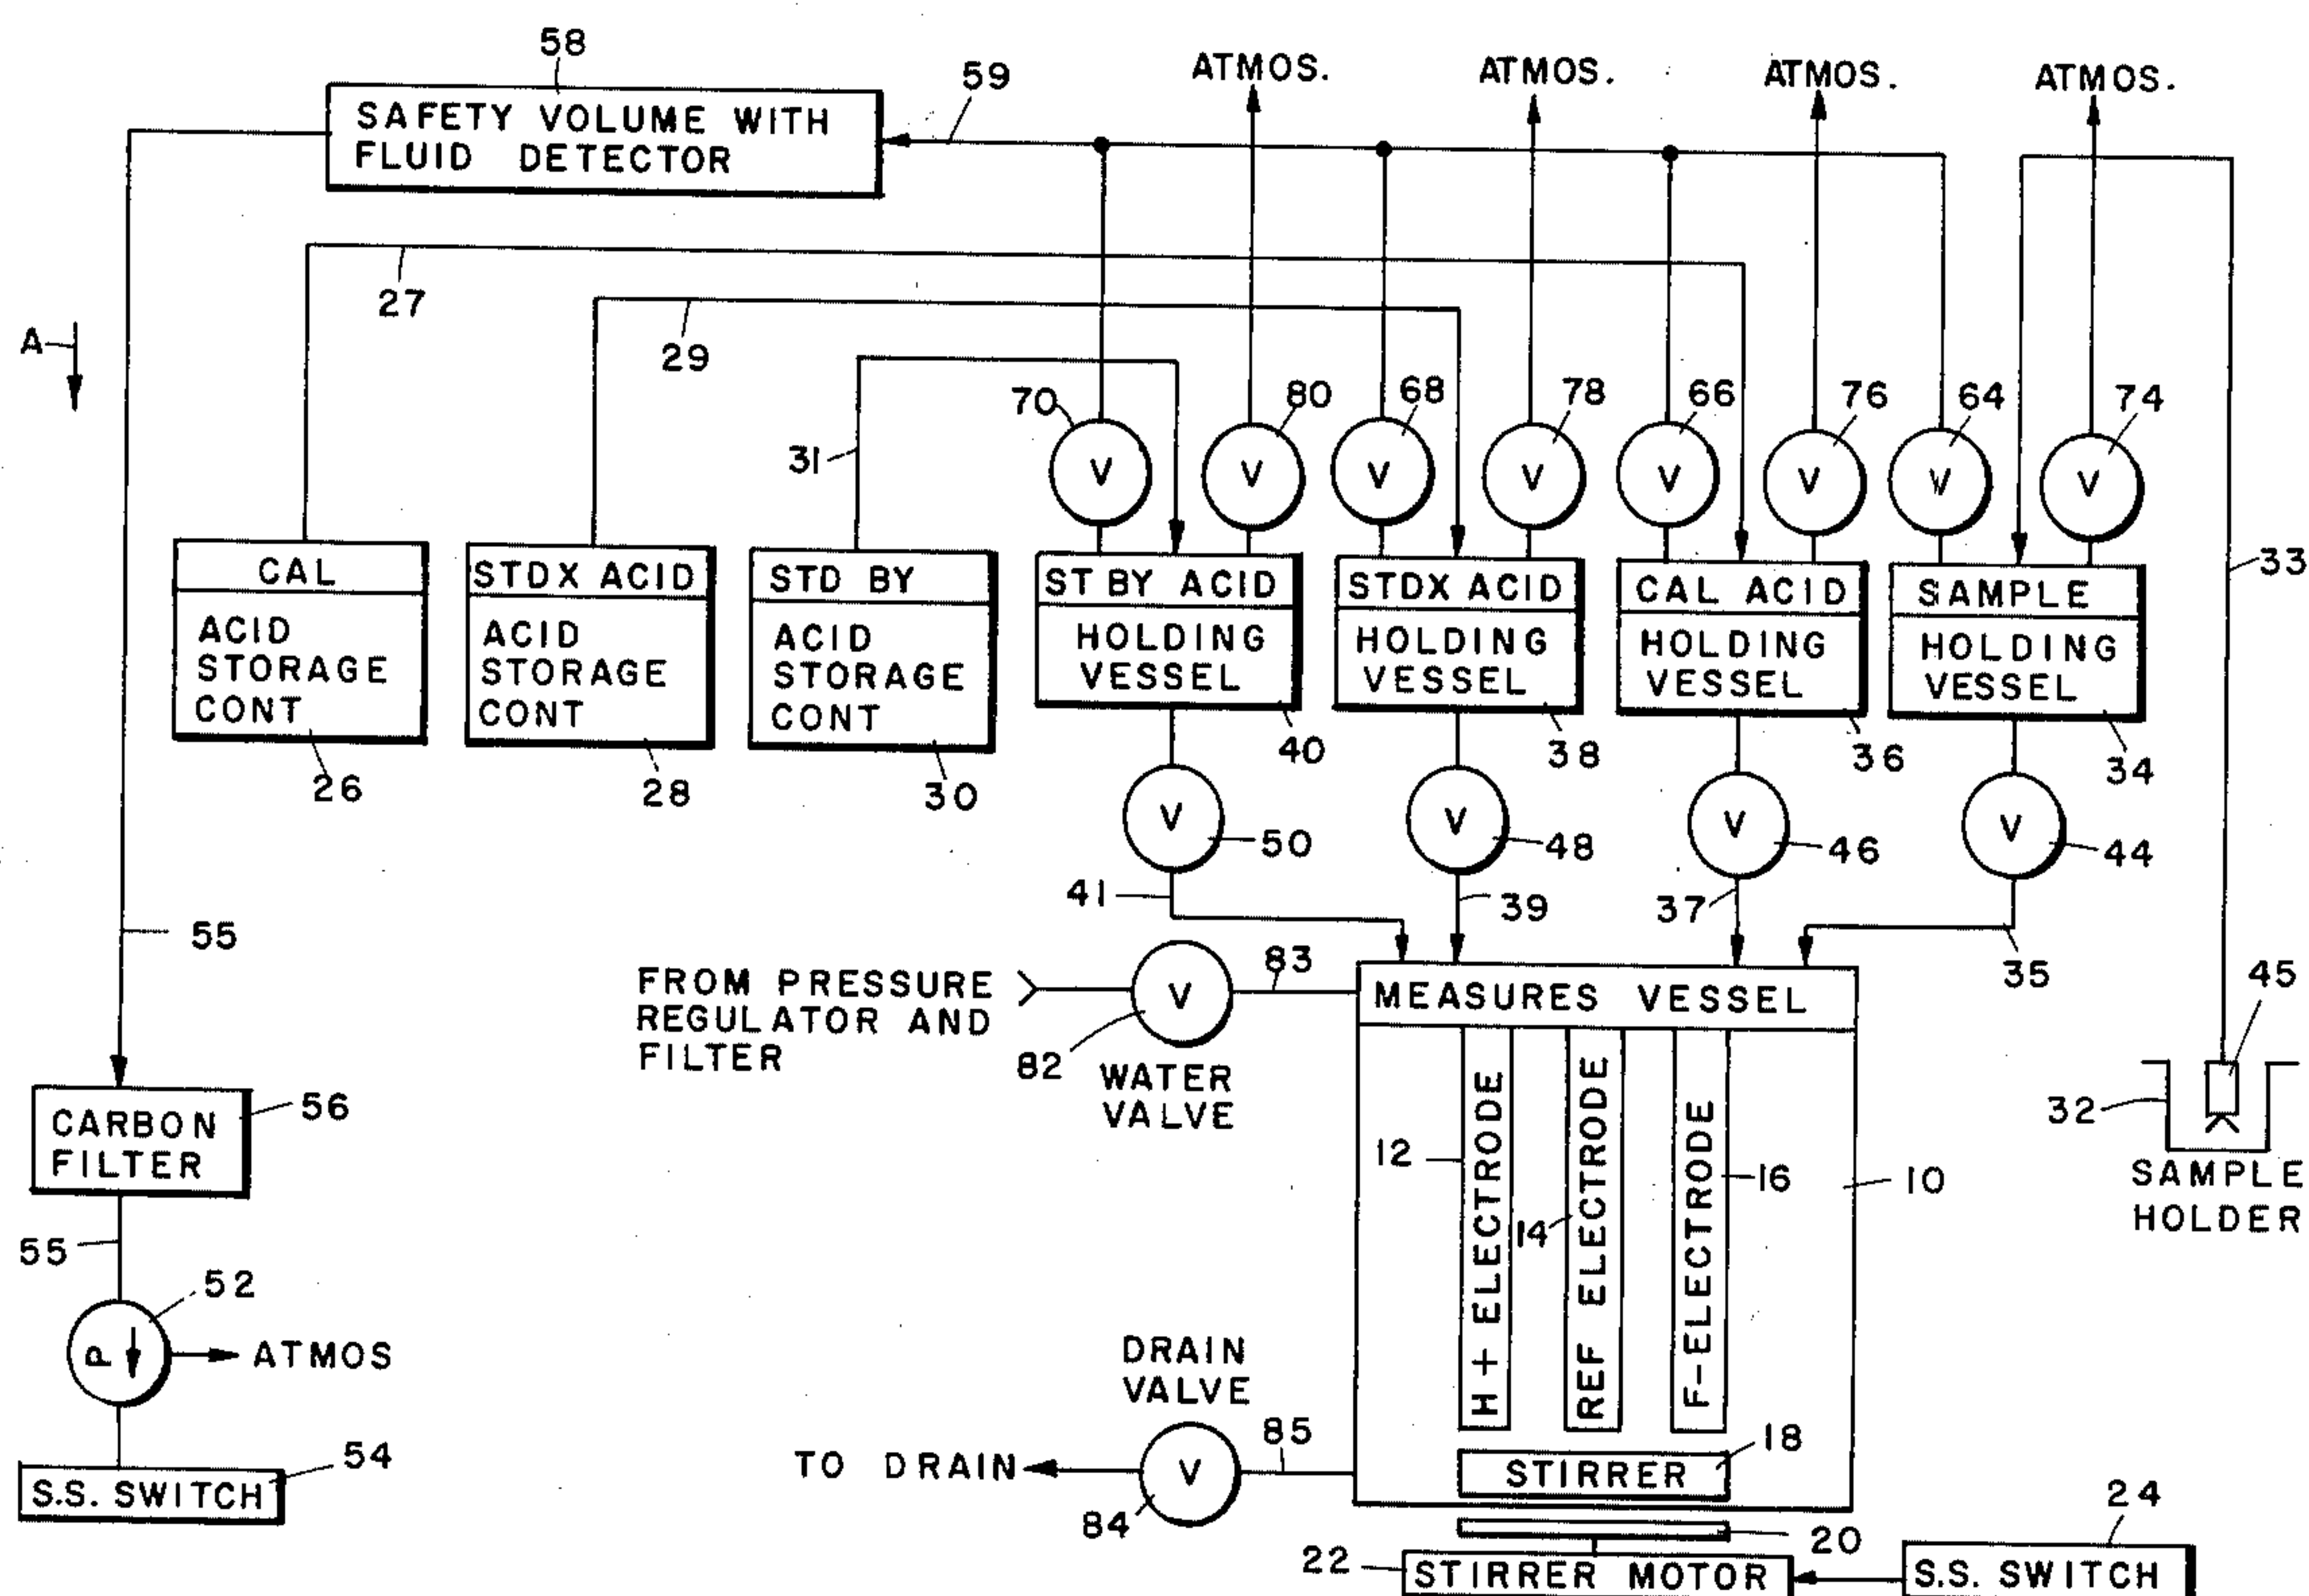 58
59
ATMOS.
ATMOS.
ATMOS.
ATMOS.
SAFETY VOLUME WITH
FLUID DETECTOR
A
27
29
31
70
80
68
78
66
76
64
74
V
V
V
V
V
V
V
V
33
CAL
ACID
STORAGE
CONT
26
STDX ACID
ACID
STORAGE
CONT
28
STD BY
ACID
STORAGE
CONT
30
ST BY ACID
HOLDING
VESSEL
40
STDX ACID
HOLDING
VESSEL
38
CAL ACID
HOLDING
VESSEL
36
SAMPLE
HOLDING
VESSEL
34
V
50
V
48
V
46
V
44
41
39
37
35
55
FROM PRESSURE
REGULATOR AND
FILTER
V
83
82
WATER
VALVE
MEASURES VESSEL
45
32
SAMPLE
HOLDER
CARBON
FILTER
56
12
H+ ELECTRODE
14
REF ELECTRODE
F-ELECTRODE
16
10
55
52
P
ATMOS
54
S.S. SWITCH
DRAIN
VALVE
TO DRAIN
V
85
84
STIRRER
18
20
22
STIRRER MOTOR
24
S.S. SWITCH